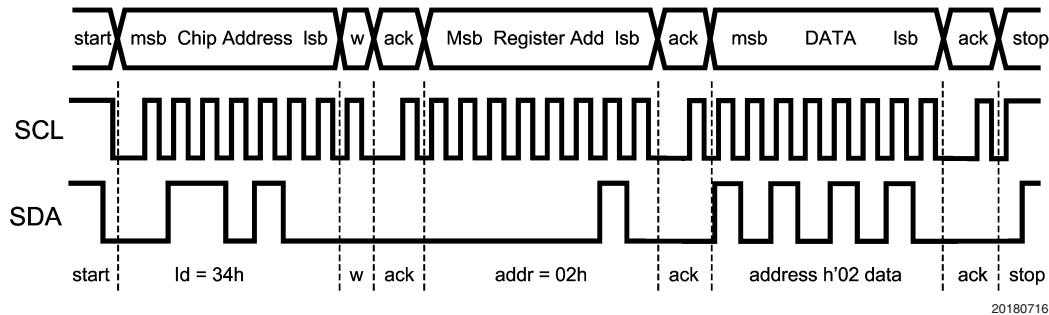 start msb Chip Address lsb w ack Msb Register Add lsb ack msb DATA lsb ack stop
SCL
SDA
start Id = 34h w ack addr = 02h ack address h'02 data ack stop
20180716